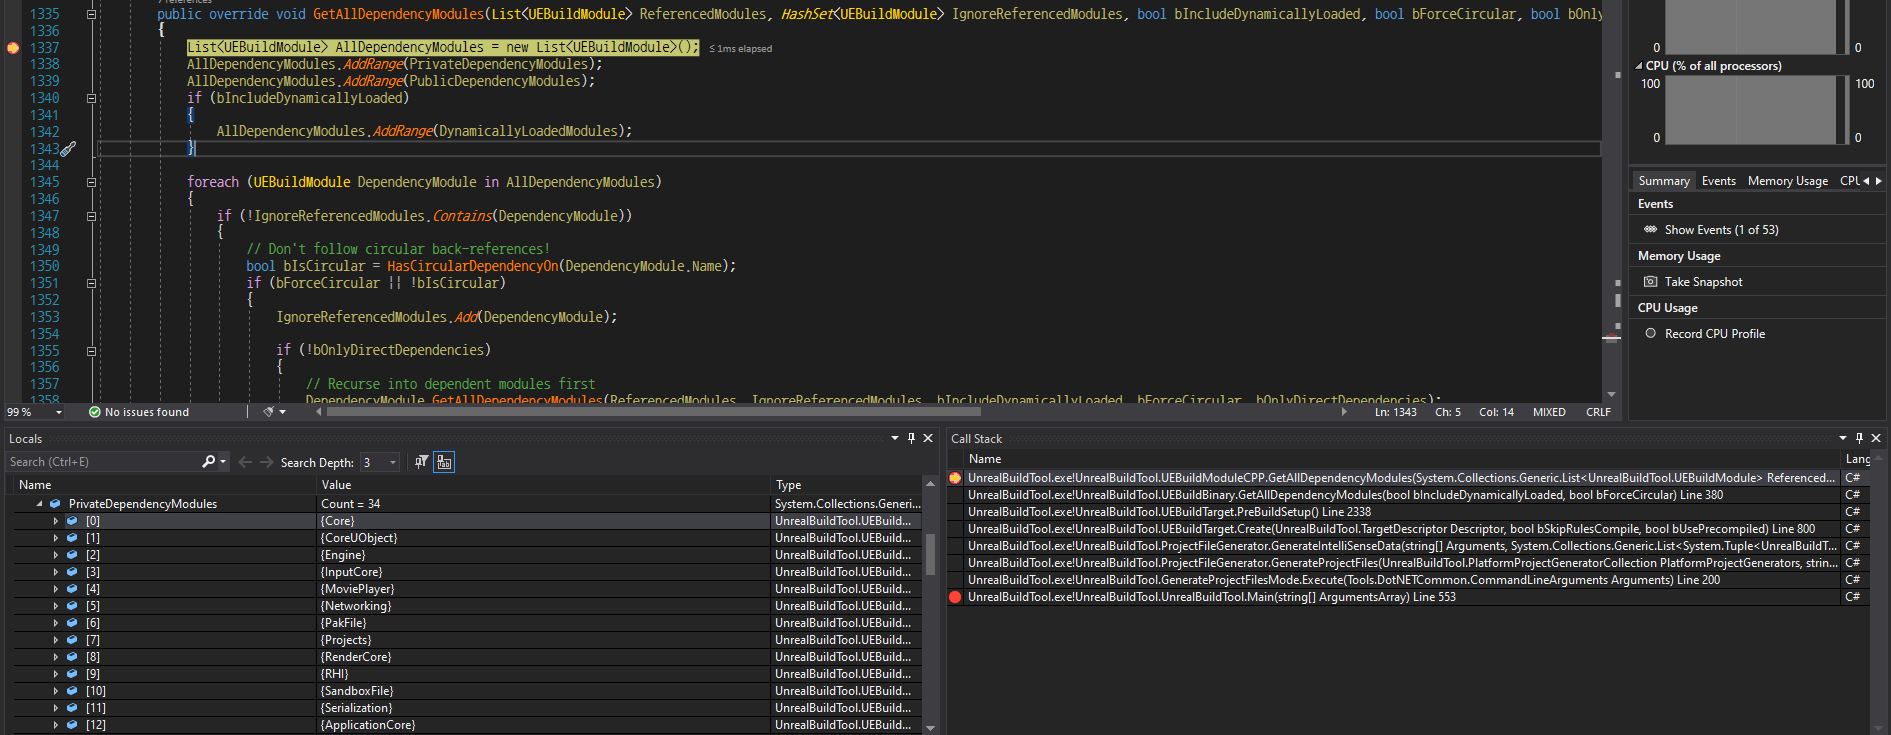 7 references
1335 public override void GetAllDependencyModules(List<UEBuildModule> ReferencedModules, HashSet<UEBuildModule> IgnoreReferencedModules, bool bIncludeDynamicallyLoaded, bool bForceCircular, bool bOnly
1336 {
1337 List<UEBuildModule> AllDependencyModules = new List<UEBuildModule>(); ≤ 1ms elapsed
1338 AllDependencyModules.AddRange(PrivateDependencyModules);
1339 AllDependencyModules.AddRange(PublicDependencyModules);
1340 if (bIncludeDynamicallyLoaded)
1341 {
1342 AllDependencyModules.AddRange(DynamicallyLoadedModules);
1343 }
1344
1345 foreach (UEBuildModule DependencyModule in AllDependencyModules)
1346 {
1347 if (!IgnoreReferencedModules.Contains(DependencyModule))
1348 {
1349 // Don't follow circular back-references!
1350 bool bIsCircular = HasCircularDependencyOn(DependencyModule.Name);
1351 if (bForceCircular || !bIsCircular)
1352 {
1353 IgnoreReferencedModules.Add(DependencyModule);
1354
1355 if (!bOnlyDirectDependencies)
1356 {
1357 // Recurse into dependent modules first
1358 DependencyModule.GetAllDependencyModules(ReferencedModules, IgnoreReferencedModules, bIncludeDynamicallyLoaded, bForceCircular, bOnlyDirectDependencies);
99 % No issues found Ln: 1343 Ch: 5 Col: 14 MIXED CRLF
0 0
CPU (% of all processors)
100 100
0 0
Summary Events Memory Usage CPU
Events
Show Events (1 of 53)
Memory Usage
Take Snapshot
CPU Usage
Record CPU Profile
Locals
Search (Ctrl+E) Search Depth: 3
Name Value Type
PrivateDependencyModules Count = 34 System.Collections.Generi...
[0] {Core} UnrealBuildTool.UEBuild...
[1] {CoreUObject} UnrealBuildTool.UEBuild...
[2] {Engine} UnrealBuildTool.UEBuild...
[3] {InputCore} UnrealBuildTool.UEBuild...
[4] {MoviePlayer} UnrealBuildTool.UEBuild...
[5] {Networking} UnrealBuildTool.UEBuild...
[6] {PakFile} UnrealBuildTool.UEBuild...
[7] {Projects} UnrealBuildTool.UEBuild...
[8] {RenderCore} UnrealBuildTool.UEBuild...
[9] {RHI} UnrealBuildTool.UEBuild...
[10] {SandboxFile} UnrealBuildTool.UEBuild...
[11] {Serialization} UnrealBuildTool.UEBuild...
[12] {ApplicationCore} UnrealBuildTool.UEBuild...
Call Stack
Name Lang
UnrealBuildTool.exe!UnrealBuildTool.UEBuildModuleCPP.GetAllDependencyModules(System.Collections.Generic.List<UnrealBuildTool.UEBuildModule> Referenced... C#
UnrealBuildTool.exe!UnrealBuildTool.UEBuildBinary.GetAllDependencyModules(bool bIncludeDynamicallyLoaded, bool bForceCircular) Line 380 C#
UnrealBuildTool.exe!UnrealBuildTool.UEBuildTarget.PreBuildSetup() Line 2338 C#
UnrealBuildTool.exe!UnrealBuildTool.UEBuildTarget.Create(UnrealBuildTool.TargetDescriptor Descriptor, bool bSkipRulesCompile, bool bUsePrecompiled) Line 800 C#
UnrealBuildTool.exe!UnrealBuildTool.ProjectFileGenerator.GenerateIntelliSenseData(string[] Arguments, System.Collections.Generic.List<System.Tuple<UnrealBuildT... C#
UnrealBuildTool.exe!UnrealBuildTool.ProjectFileGenerator.GenerateProjectFiles(UnrealBuildTool.PlatformProjectGeneratorCollection PlatformProjectGenerators, strin... C#
UnrealBuildTool.exe!UnrealBuildTool.GenerateProjectFilesMode.Execute(Tools.DotNETCommon.CommandLineArguments Arguments) Line 200 C#
UnrealBuildTool.exe!UnrealBuildTool.UnrealBuildTool.Main(string[] ArgumentsArray) Line 553 C#